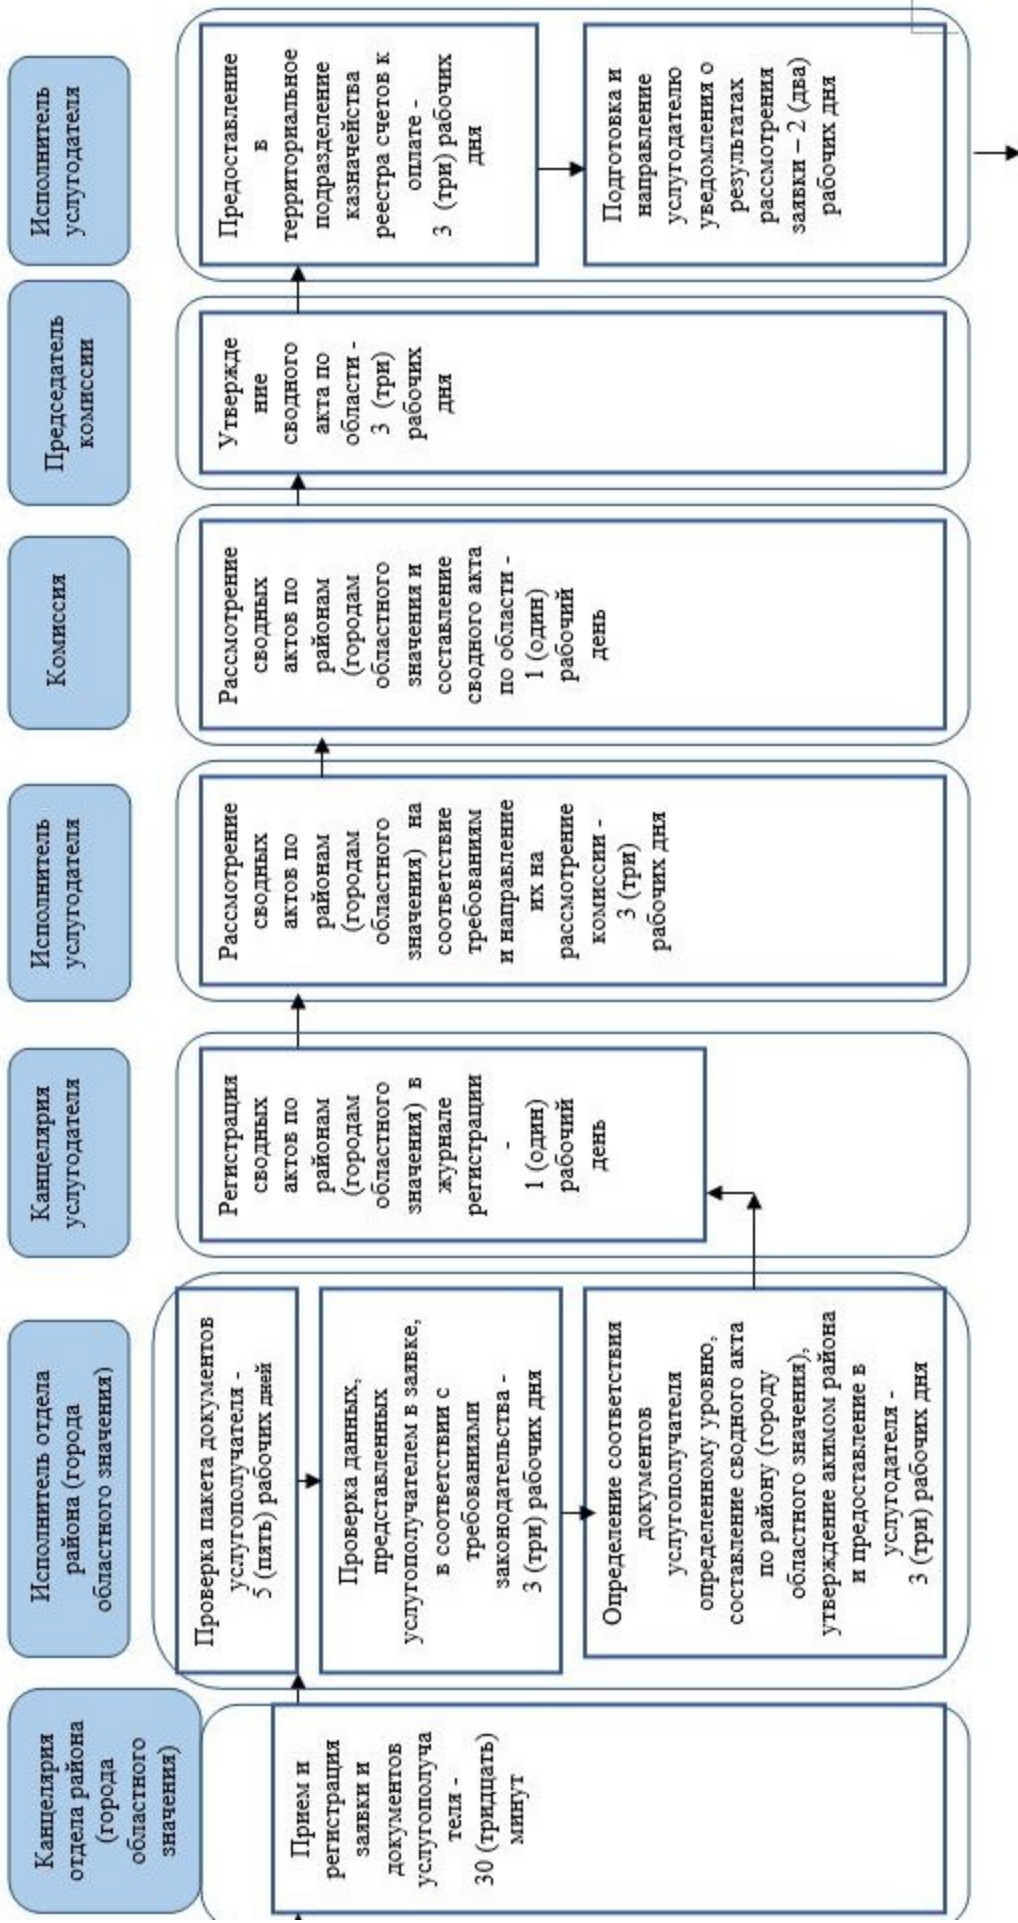 Канцелярия
отдела района
(города
областного
значения)
Исполнитель отдела
района (города
областного значения)
Канцелярия
услугодателя
Исполнитель
услугодателя
Комиссия
Председатель
комиссии
Исполнитель
услугодателя
Прием и
регистрация
заявки и
документов
услугополуча
теля -
30 (тридцать)
минут
Проверка пакета документов
услугополучателя -
5 (пять) рабочих дней
Проверка данных,
представленных
услугополучателем в заявке,
в соответствии с
требованиями
законодательства -
3 (три) рабочих дня
Определение соответствия
документов
услугополучателя
определенному уровню,
составление сводного акта
по району (городу
областного значения),
утверждение акимом района
и предоставление в
услугодателя -
3 (три) рабочих дня
Регистрация
сводных
актов по
районам
(городам
областного
значения) в
журнале
регистрации
-
1 (один)
рабочий
день
Рассмотрение
сводных
актов по
районам
(городам
областного
значения) на
соответствие
требованиям
и направление
их на
рассмотрение
комиссии -
3 (три)
рабочих дня
Рассмотрение
сводных
актов по
районам
(городам
областного
значения и
составление
сводного акта
по области -
1 (один)
рабочий
день
Утвержде
ние
сводного
акта по
области -
3 (три)
рабочих
дня
Предоставление
в
территориальное
подразделение
казначейства
реестра счетов к
оплате -
3 (три) рабочих
дня
Подготовка и
направление
услугодателю
уведомления о
результатах
рассмотрения
заявки – 2 (два)
рабочих дня